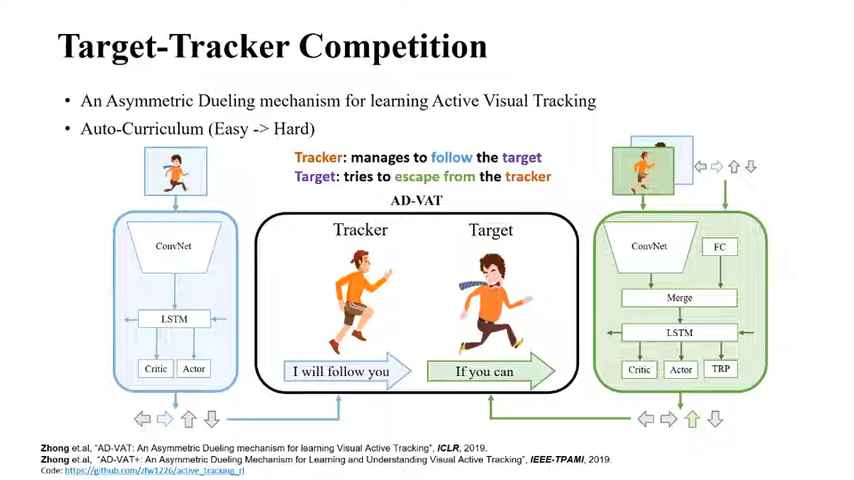 Target-Tracker Competition
• An Asymmetric Dueling mechanism for learning Active Visual Tracking
• Auto-Curriculum (Easy -> Hard)
Tracker: manages to follow the target
Target: tries to escape from the tracker
AD-VAT
ConvNet
LSTM
Critic
Actor
Tracker
Target
I will follow you
If you can
ConvNet
FC
Merge
LSTM
Critic
Actor
TRP
Zhong et.al, “AD-VAT: An Asymmetric Dueling mechanism for learning Visual Active Tracking”, ICLR, 2019.
Zhong et.al, “AD-VAT+: An Asymmetric Dueling Mechanism for Learning and Understanding Visual Active Tracking”, IEEE-TPAMI, 2019.
Code: https://github.com/zfw1226/active_tracking_rl